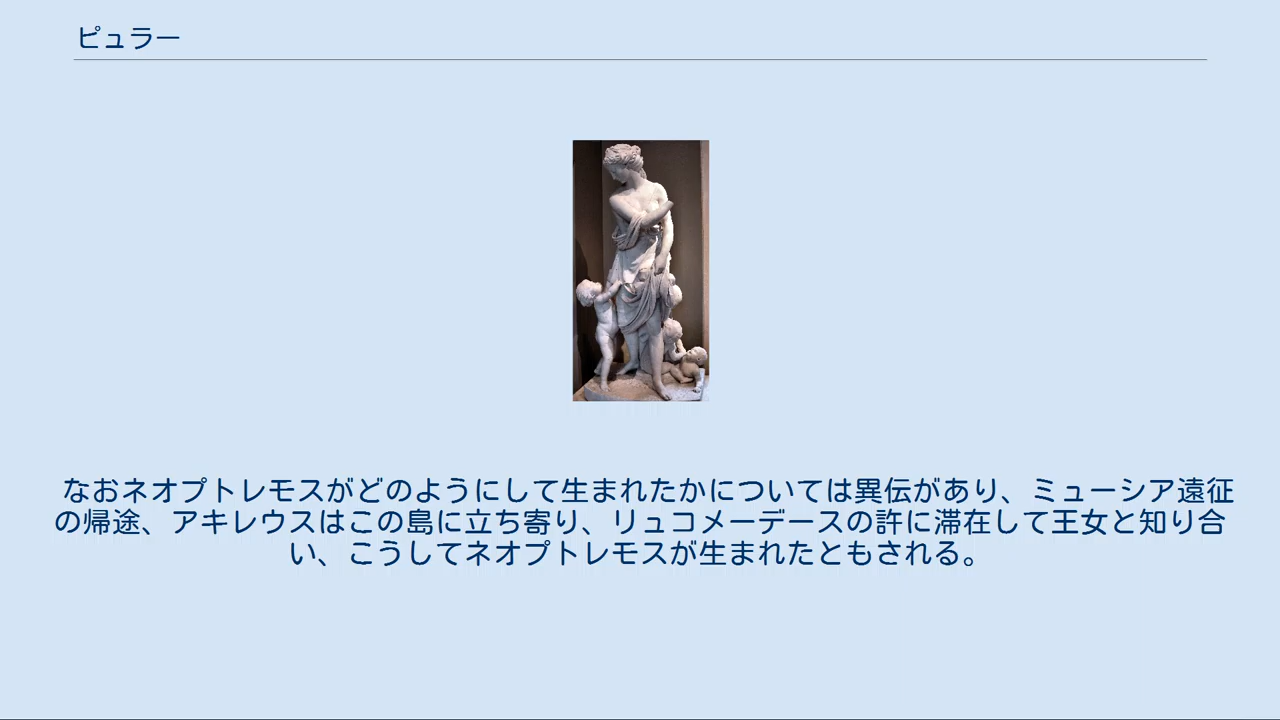 ピュラー
なおネオプトレモスがどのようにして生まれたかについては異伝があり、ミューシア遠征
の帰途、アキレウスはこの島に立ち寄り、リュコメーデースの許に滞在して王女と知り合
い、こうしてネオプトレモスが生まれたともされる。